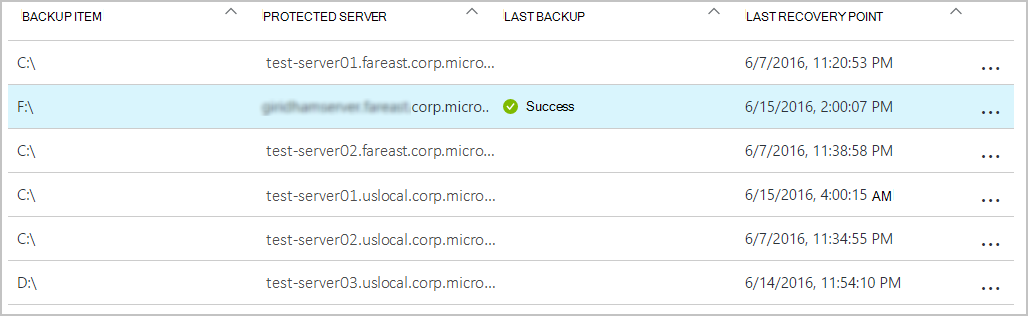 BACKUP ITEM PROTECTED SERVER LAST BACKUP LAST RECOVERY POINT
C:\ test-server01.fareast.corp.micro... 6/7/2016, 11:20:53 PM ...
F:\ .corp.micro.. Success 6/15/2016, 2:00:07 PM ...
C:\ test-server02.fareast.corp.micro... 6/7/2016, 11:38:58 PM ...
C:\ test-server01.uslocal.corp.micro... 6/15/2016, 4:00:15 AM ...
C:\ test-server02.uslocal.corp.micro... 6/7/2016, 11:34:55 PM ...
D:\ test-server03.uslocal.corp.micro... 6/14/2016, 11:54:10 PM ...